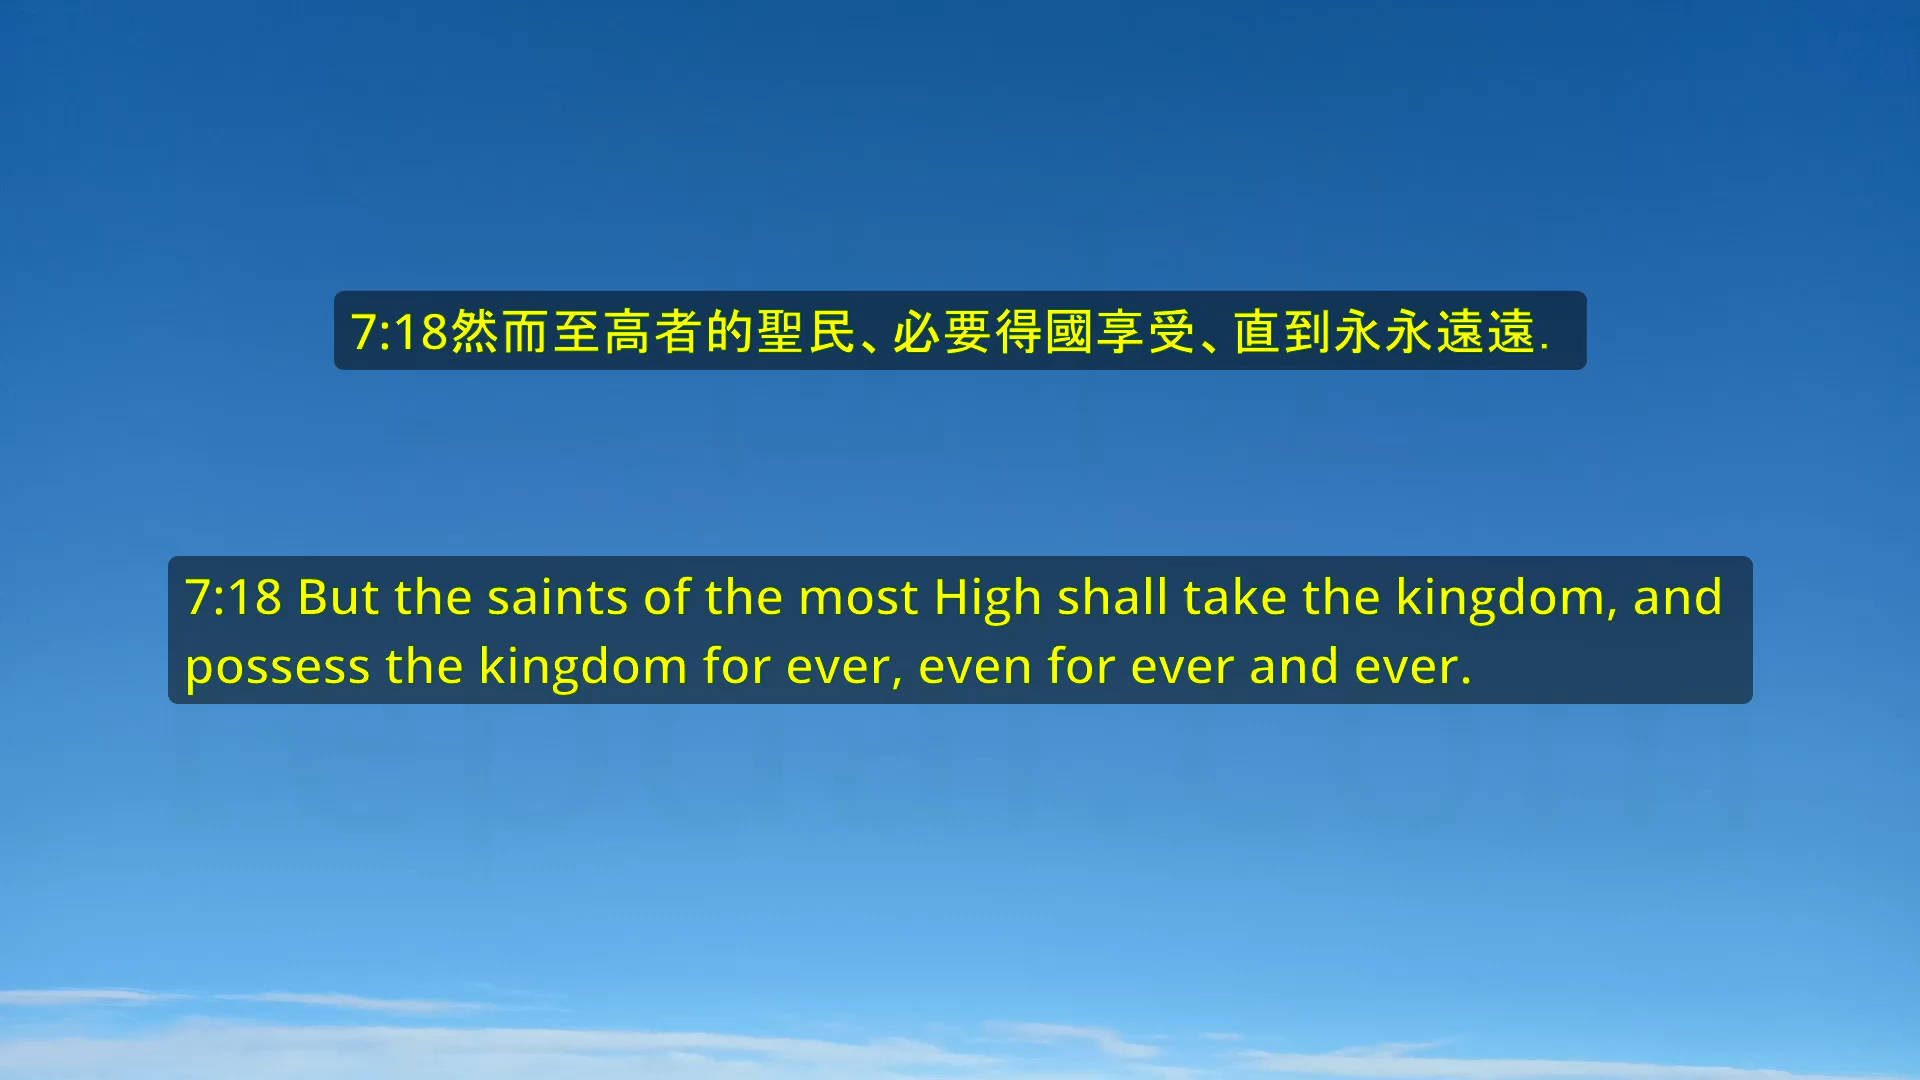 7:18然而至高者的聖民、必要得國享受、直到永永遠遠.
7:18 But the saints of the most High shall take the kingdom, and
possess the kingdom for ever, even for ever and ever.